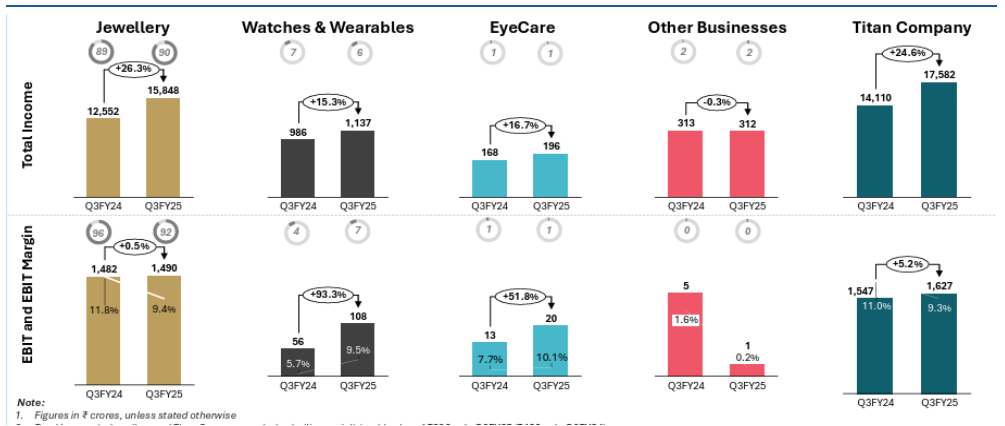 Jewellery Watches & Wearables EyeCare Other Businesses Titan Company
89 90 7 6 1 1 2 2
Total Income
+26.3% +15.3% +16.7% -0.3% +24.6%
12,552 15,848 986 1,137 168 196 313 312 14,110 17,582
Q3FY24 Q3FY25 Q3FY24 Q3FY25 Q3FY24 Q3FY25 Q3FY24 Q3FY25 Q3FY24 Q3FY25
96 92 4 7 1 1 0 0
EBIT and EBIT Margin
+0.5% +93.3% +51.8% +5.2%
1,482 1,490 56 108 13 20 5 1 1,547 1,627
11.8% 9.4% 5.7% 9.5% 7.7% 10.1% 1.6% 0.2% 11.0% 9.3%
Q3FY24 Q3FY25 Q3FY24 Q3FY25 Q3FY24 Q3FY25 Q3FY24 Q3FY25 Q3FY24 Q3FY25
Note:
1. Figures in ₹ crores, unless stated otherwise